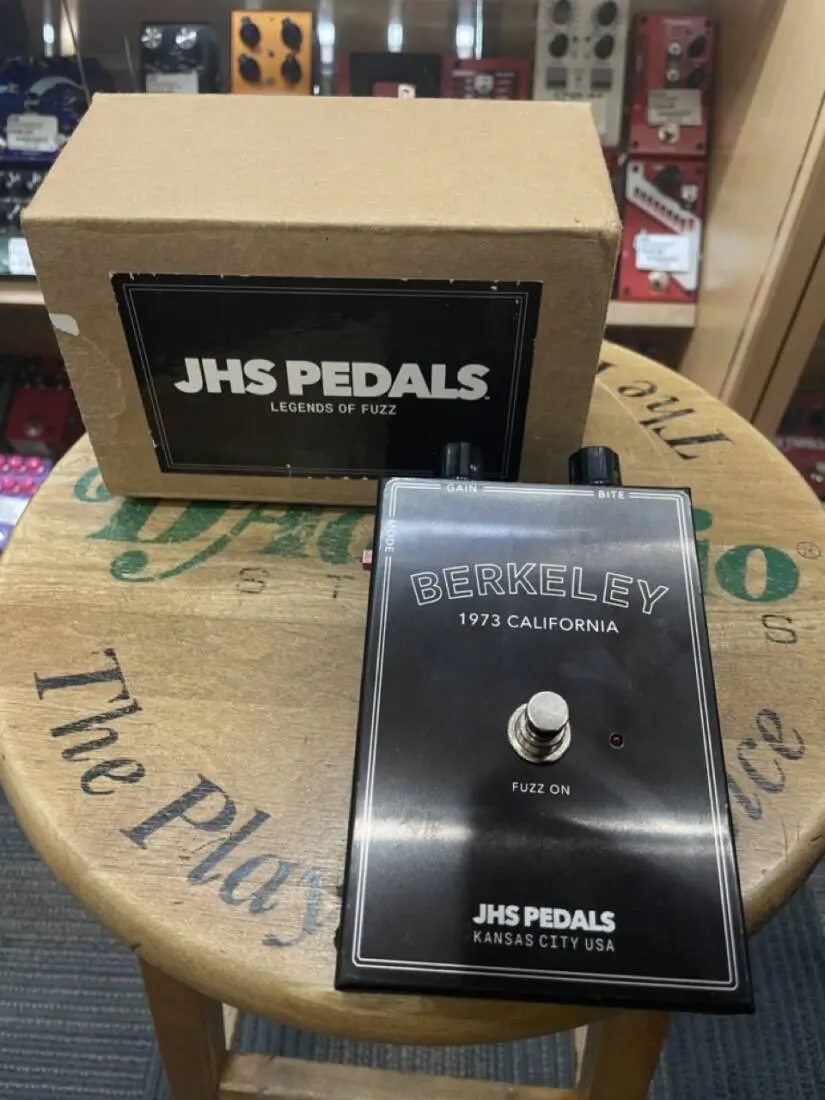 JHS PEDALS
LEGENDS OF FUZZ
The
GAIN
BITE
MODE
BERKELEY
1973 CALIFORNIA
FUZZ ON
JHS PEDALS
KANSAS CITY USA
The